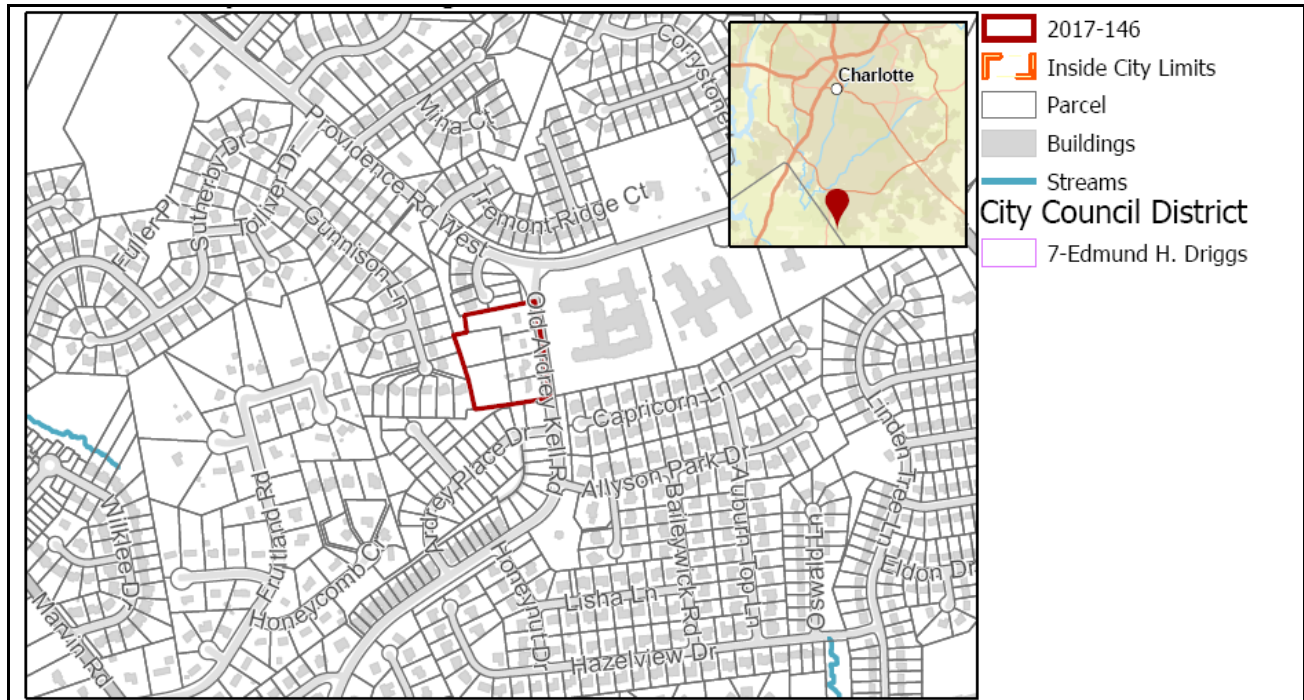 Corrystone
Charlotte
Mina Ct
Providence Rd West
Sutherby Dr
Tolliver Dr
Fuller Pl
Tremont Ridge Ct
Gunnison Ln
Old Ardrey Kell Rd
Capricorn Ln
Linden Tree Ln
Ardrey Place Dr
Allyson Park Dr
Fruitland Rd
Wilklee Dr
Baileywick Rd
Auburn Top Ln
Oswald Ln
Honeycomb Ci
Honeynut Dr
Lisha Ln
Eldon Dr
Marvin Rd
Hazelview Dr
2017-146
Inside City Limits
Parcel
Buildings
Streams
City Council District
7-Edmund H. Driggs